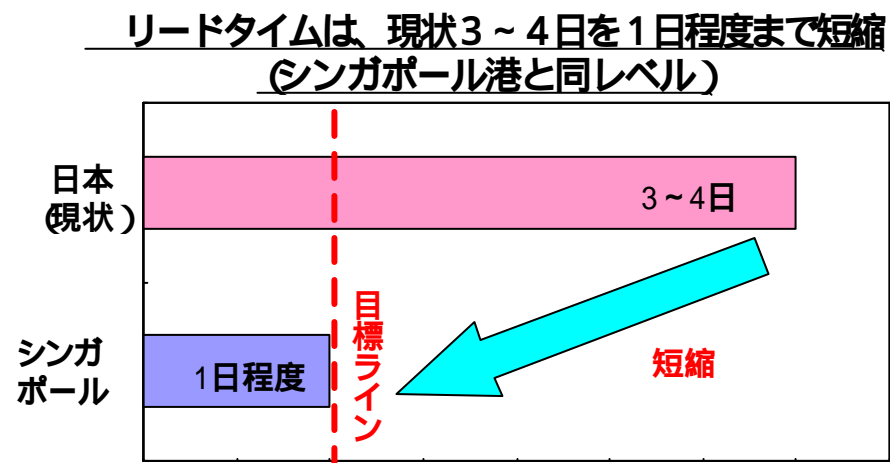 リードタイムは、現状3~4日を1日程度まで短縮
(シンガポール港と同レベル)
日本
(現状)
3~4日
目標ライン
短縮
シンガ
ポール
1日程度